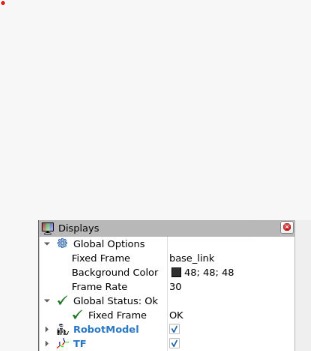 Displays
Global Options
Fixed Frame base_link
Background Color 48; 48; 48
Frame Rate 30
Global Status: Ok
Fixed Frame OK
RobotModel
TF